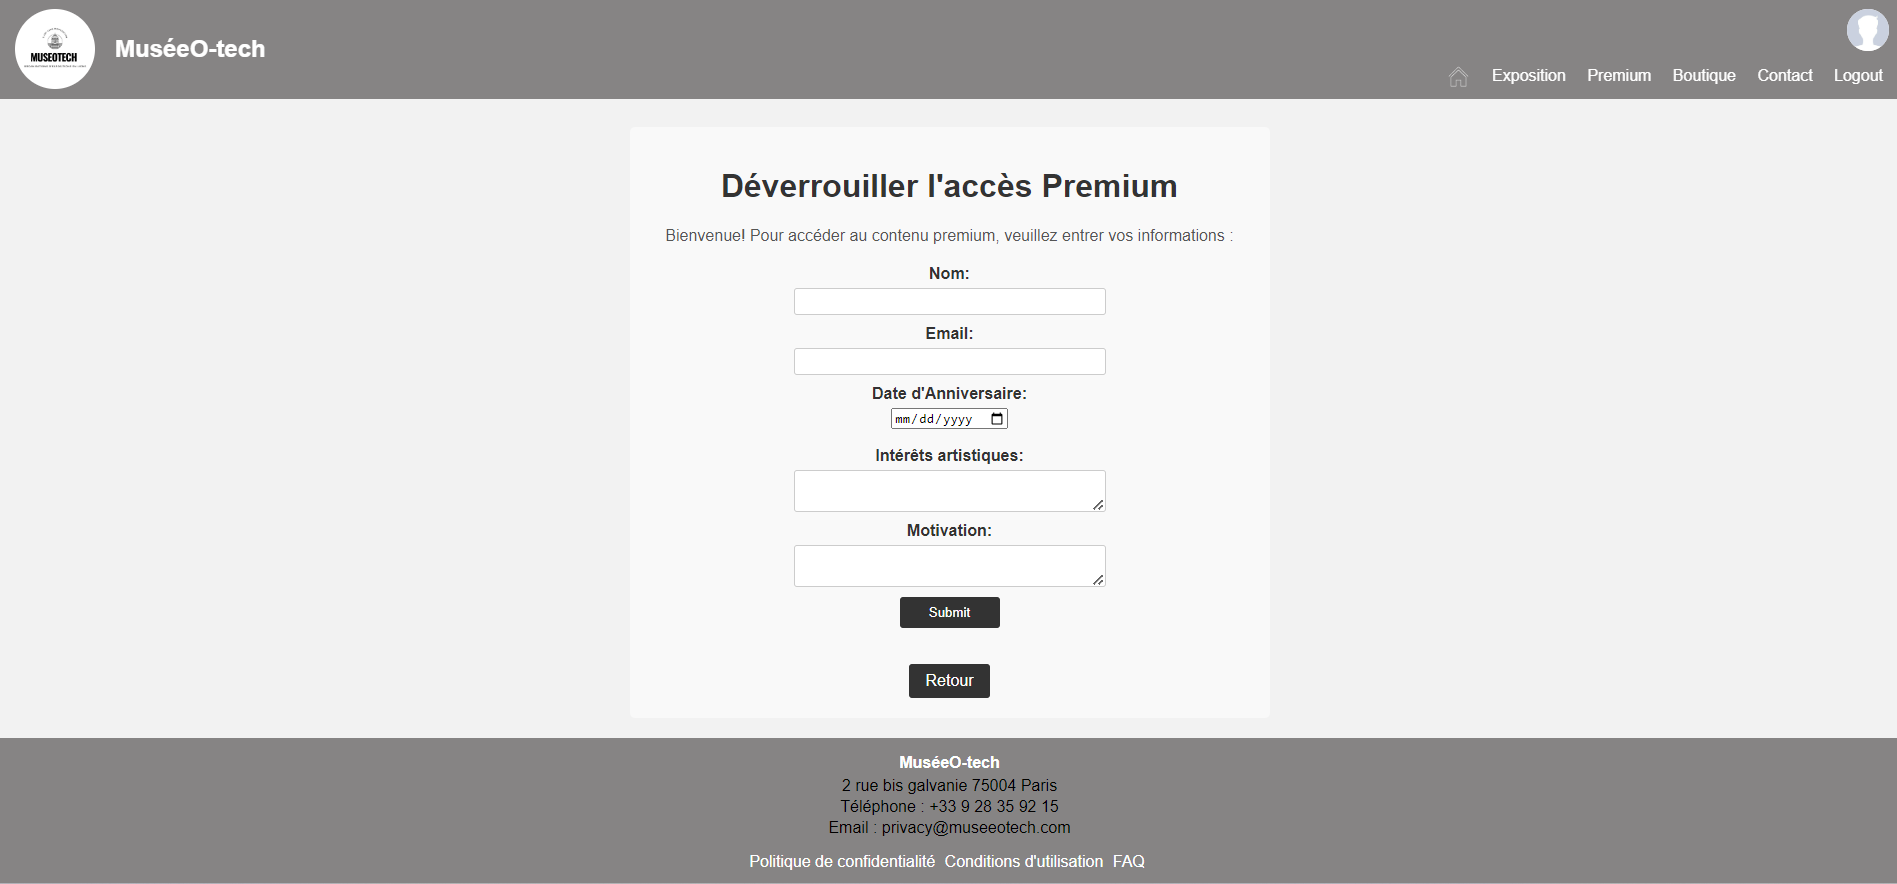 MUSEOTECH
MuséeO-tech
Exposition Premium Boutique Contact Logout
Déverrouiller l'accès Premium
Bienvenue! Pour accéder au contenu premium, veuillez entrer vos informations :
Nom:
Email:
Date d'Anniversaire:
mm/dd/yyyy
Intérêts artistiques:
Motivation:
Submit
Retour
MuséeO-tech
2 rue bis galvanie 75004 Paris
Téléphone : +33 9 28 35 92 15
Email : privacy@museeotech.com
Politique de confidentialité Conditions d'utilisation FAQ